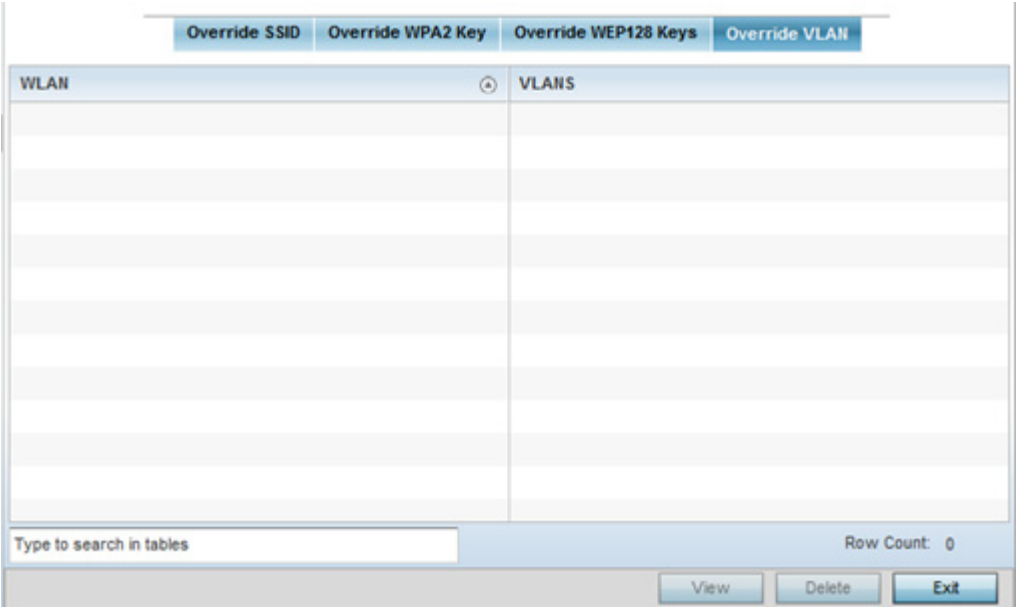 Override SSID Override WPA2 Key Override WEP128 Keys Override VLAN
WLAN VLANS
Type to search in tables Row Count: 0
View Delete Exit